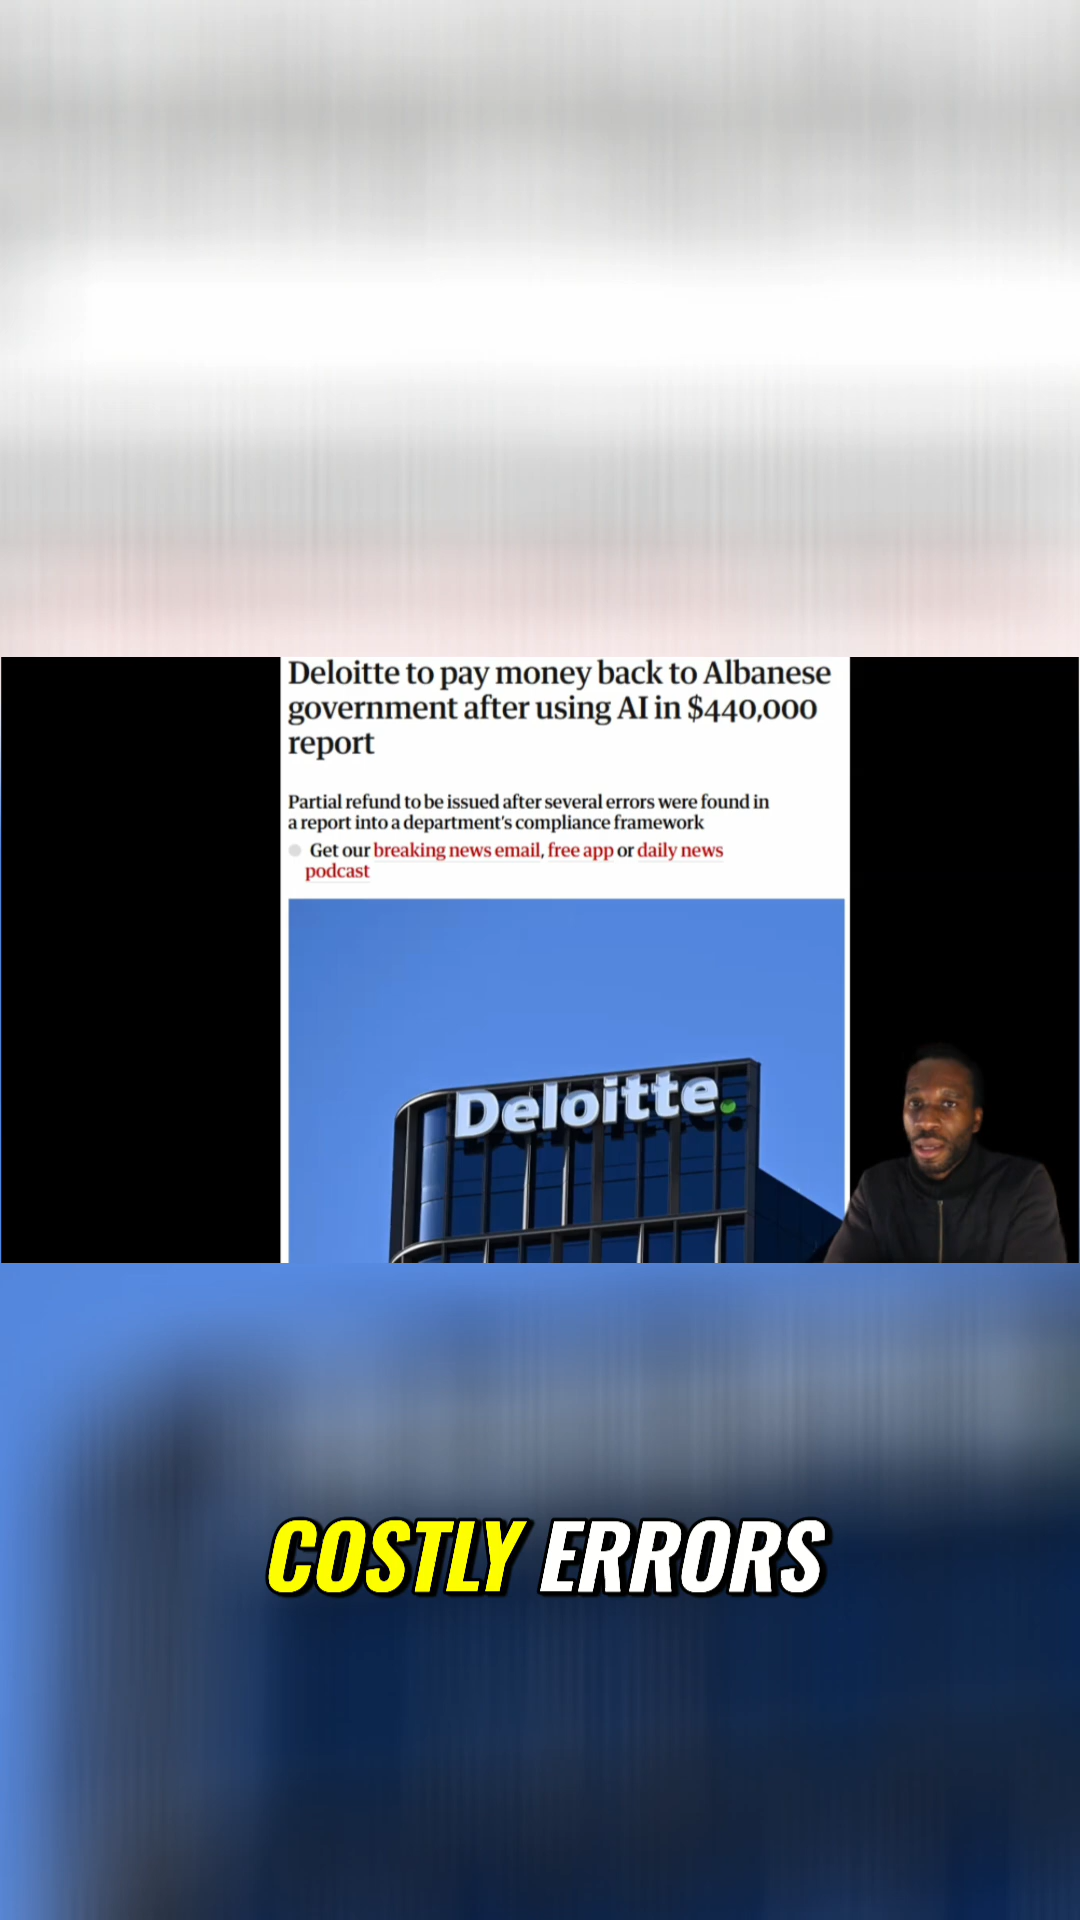 Deloitte to pay money back to Albanese
government after using AI in $440,000
report
Partial refund to be issued after several errors were found in
a report into a department's compliance framework
Get our breaking news email, free app or daily news
podcast
Deloitte.
COSTLY ERRORS